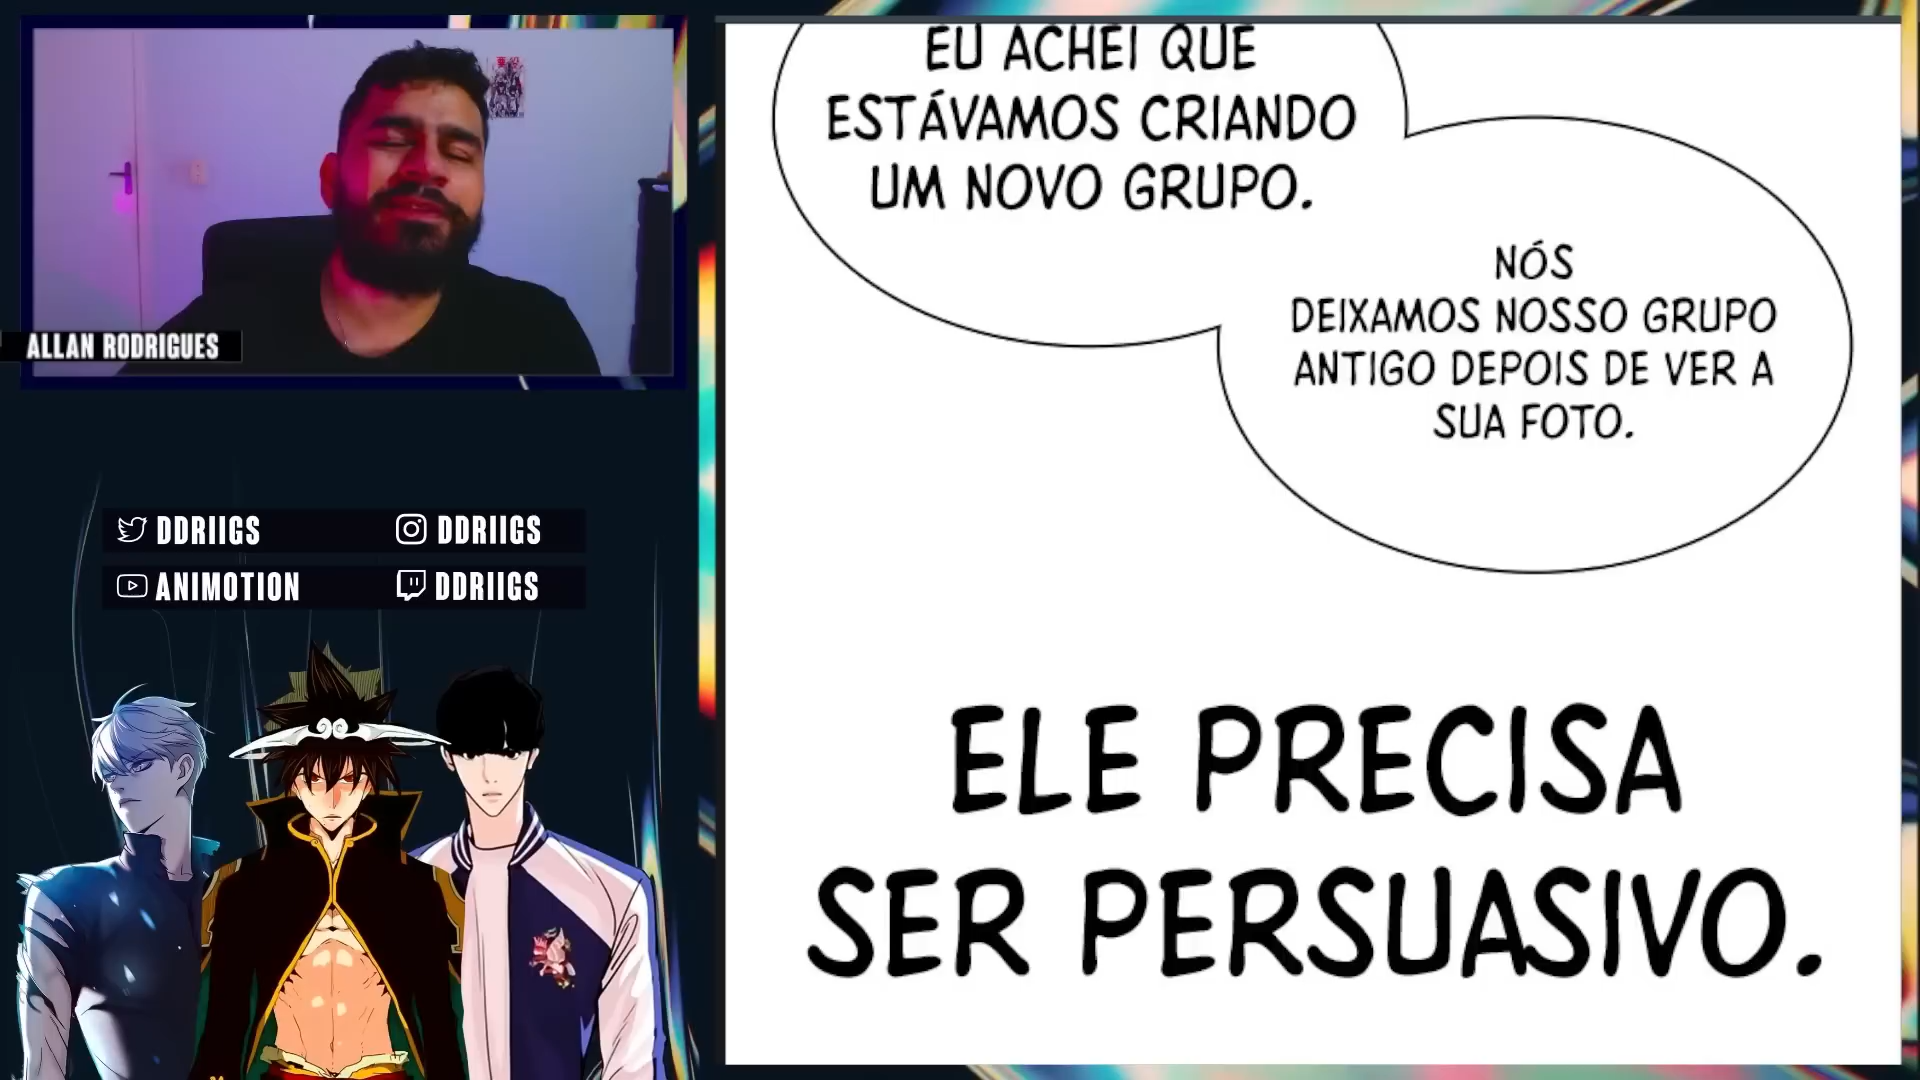 ALLAN RODRIGUES
DDRIIGS
DDRIIGS
ANIMOTION
DDRIIGS
EU ACHEI QUE
ESTÁVAMOS CRIANDO
UM NOVO GRUPO.
NÓS
DEIXAMOS NOSSO GRUPO
ANTIGO DEPOIS DE VER A
SUA FOTO.
ELE PRECISA
SER PERSUASIVO.